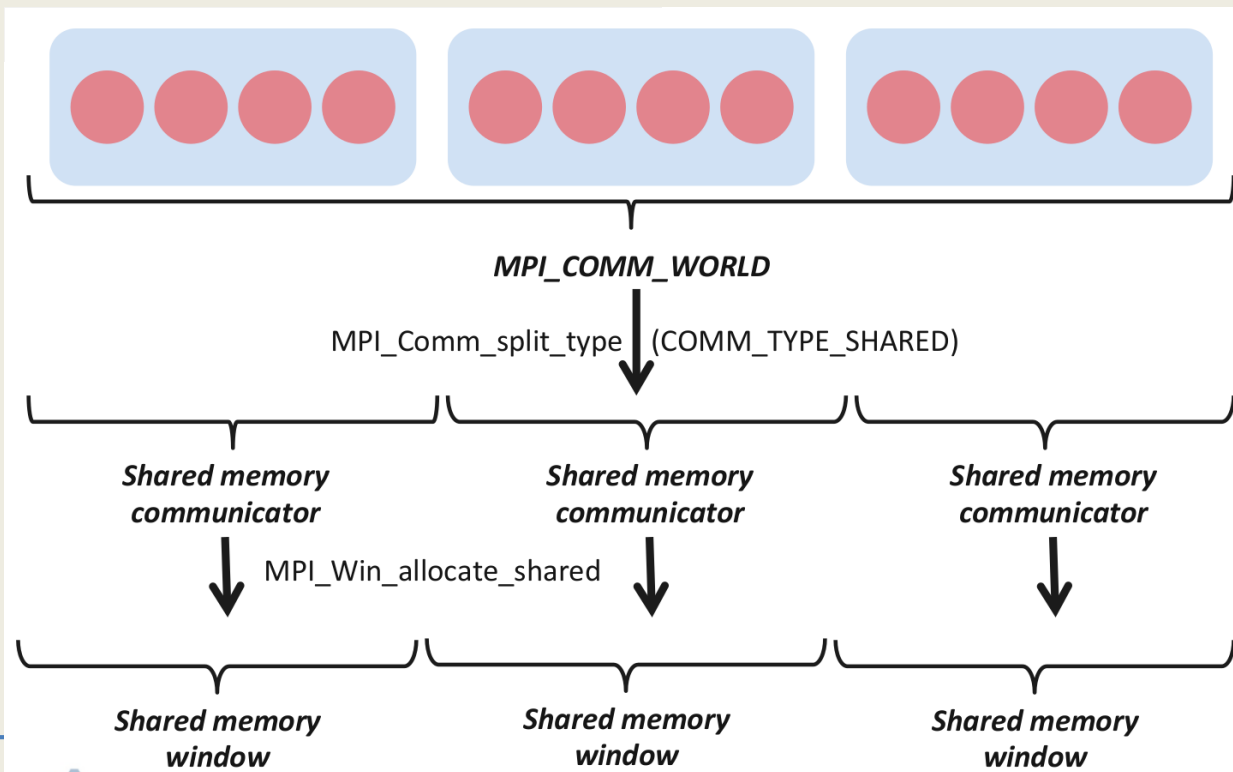 MPI_COMM_WORLD
MPI_Comm_split_type (COMM_TYPE_SHARED)
Shared memory
communicator
Shared memory
communicator
Shared memory
communicator
MPI_Win_allocate_shared
Shared memory
window
Shared memory
window
Shared memory
window